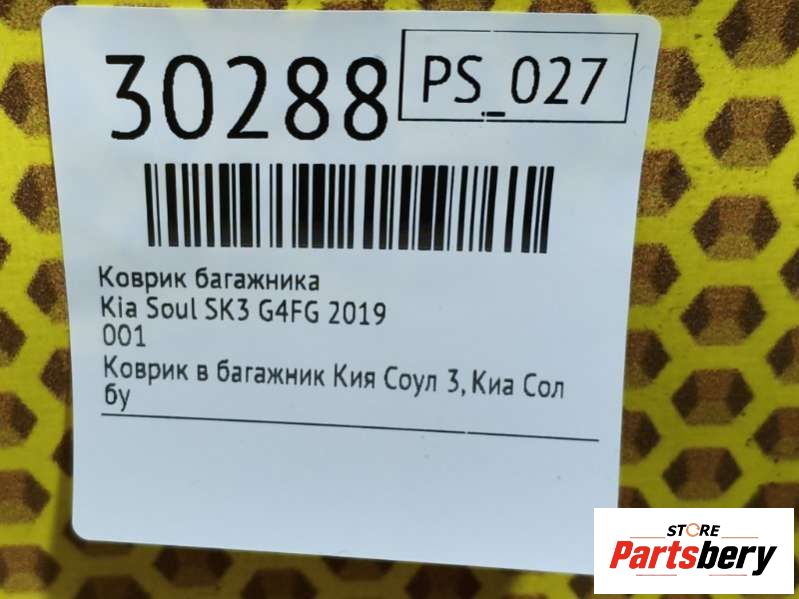 30288
PS_027
Коврик багажника
Kia Soul SK3 G4FG 2019
001
Коврик в багажник Кия Соул 3, Киа Сол
бу
STORE
Partsbery